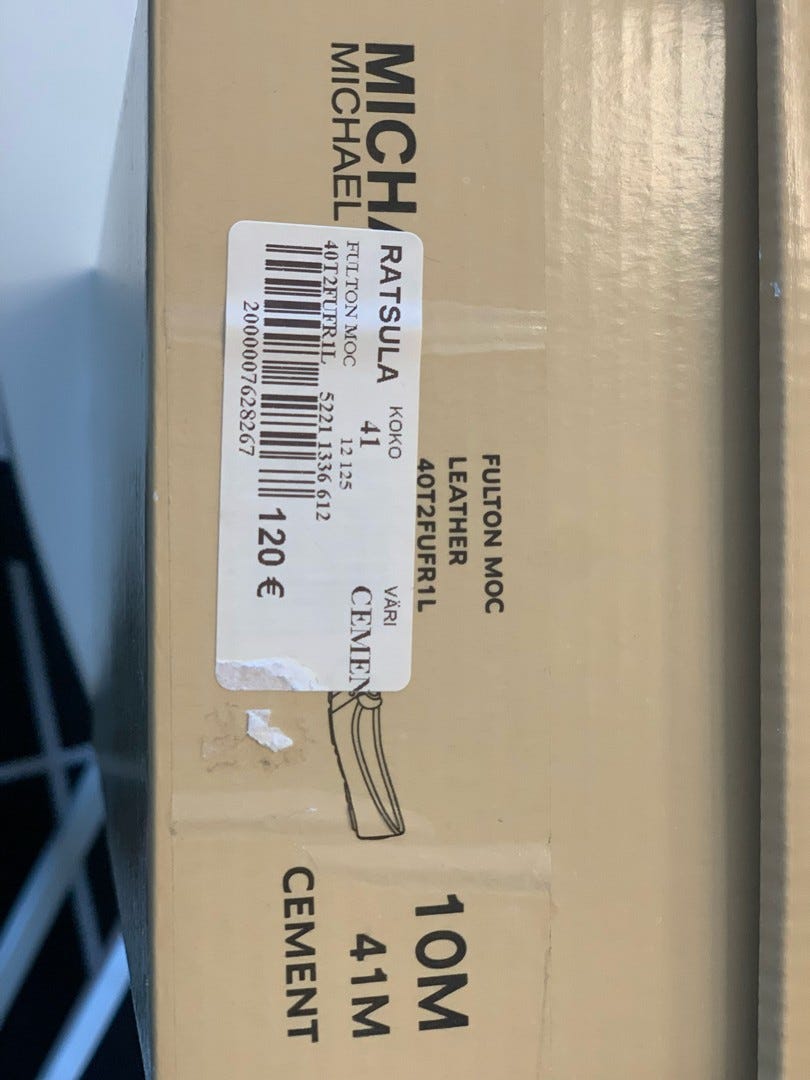 MICH
MICHAEL
FULTON MOC
LEATHER
40T2FUFR1L
RATSULA KOKO VÄRI
41 CEMEN
FULTON MOC 12 125
40T2FUFR1L 5221 1336 612
120 €
2000007628267
10M
41M
CEMENT